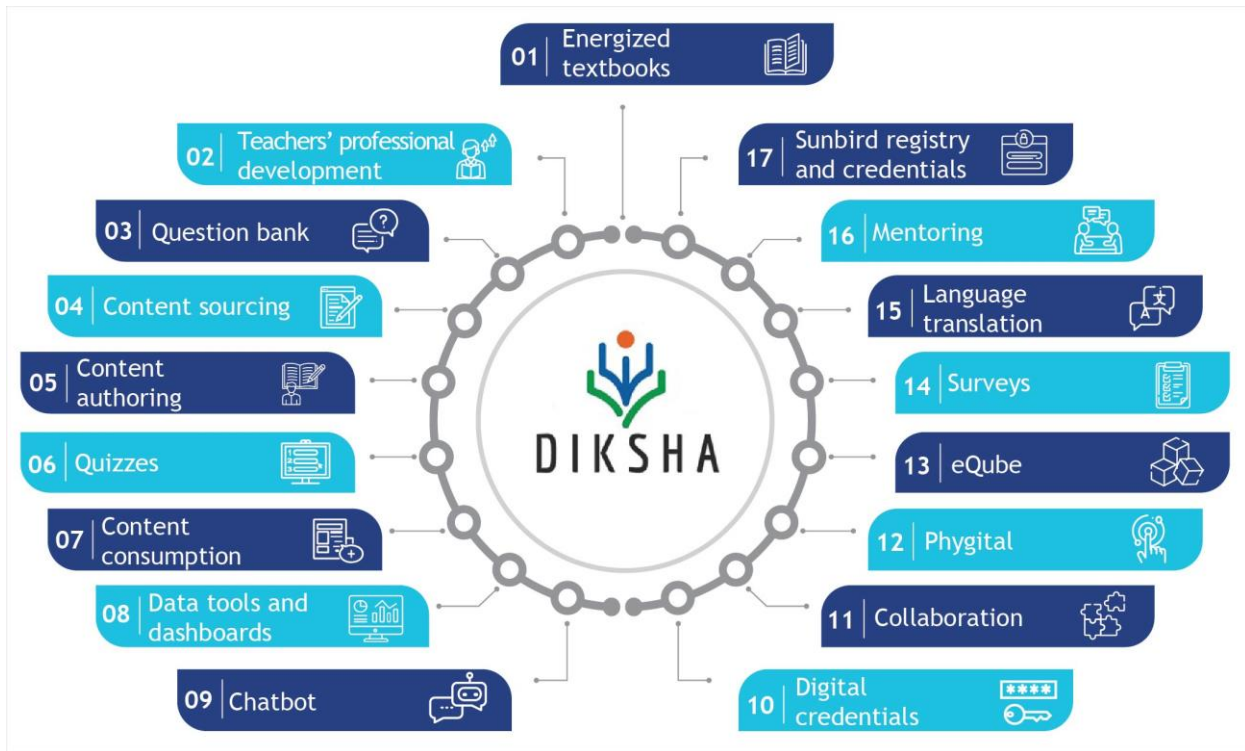 01
Energized
textbooks
02
Teachers' professional
development
03
Question bank
04
Content sourcing
05
Content
authoring
06
Quizzes
07
Content
consumption
08
Data tools and
dashboards
09
Chatbot
10
Digital
credentials
11
Collaboration
12
Phygital
13
eQube
14
Surveys
15
Language
translation
16
Mentoring
17
Sunbird registry
and credentials
DIKSHA